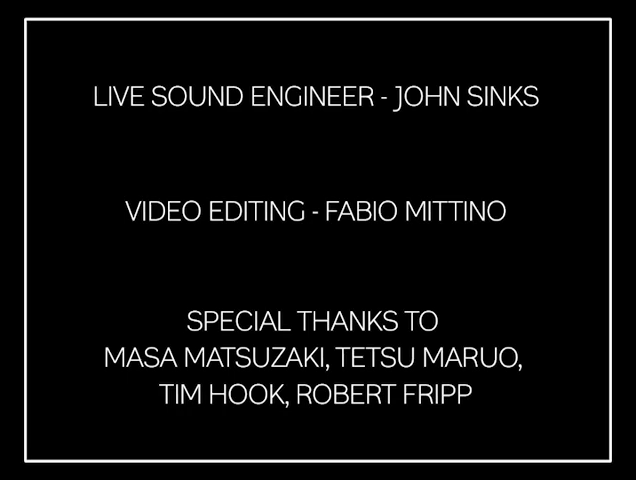 LIVE SOUND ENGINEER - JOHN SINKS
VIDEO EDITING - FABIO MITTINO
SPECIAL THANKS TO
MASA MATSUZAKI, TETSU MARUO,
TIM HOOK, ROBERT FRIPP